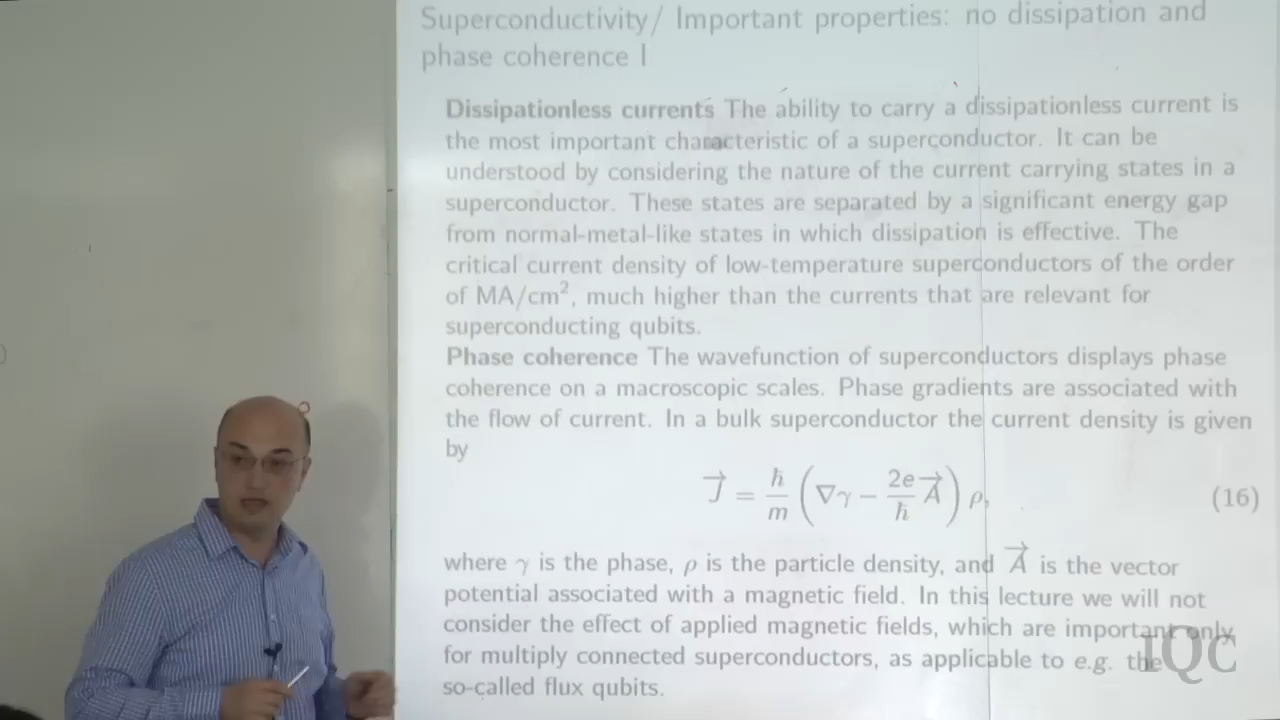 Superconductivity/ Important properties: no dissipation and
phase coherence I
Dissipationless currents The ability to carry a dissipationless current is
the most important characteristic of a superconductor. It can be
understood by considering the nature of the current carrying states in a
superconductor. These states are separated by a significant energy gap
from normal-metal-like states in which dissipation is effective. The
critical current density of low-temperature superconductors of the order
of MA/cm², much higher than the currents that are relevant for
superconducting qubits.
Phase coherence The wavefunction of superconductors displays phase
coherence on a macroscopic scales. Phase gradients are associated with
the flow of current. In a bulk superconductor the current density is given
by
J⃗ = ħ/m (∇γ − 2e/ħ A⃗) ρ, (16)
where γ is the phase, ρ is the particle density, and A⃗ is the vector
potential associated with a magnetic field. In this lecture we will not
consider the effect of applied magnetic fields, which are important only
for multiply connected superconductors, as applicable to e.g. the
so-called flux qubits.
IQC